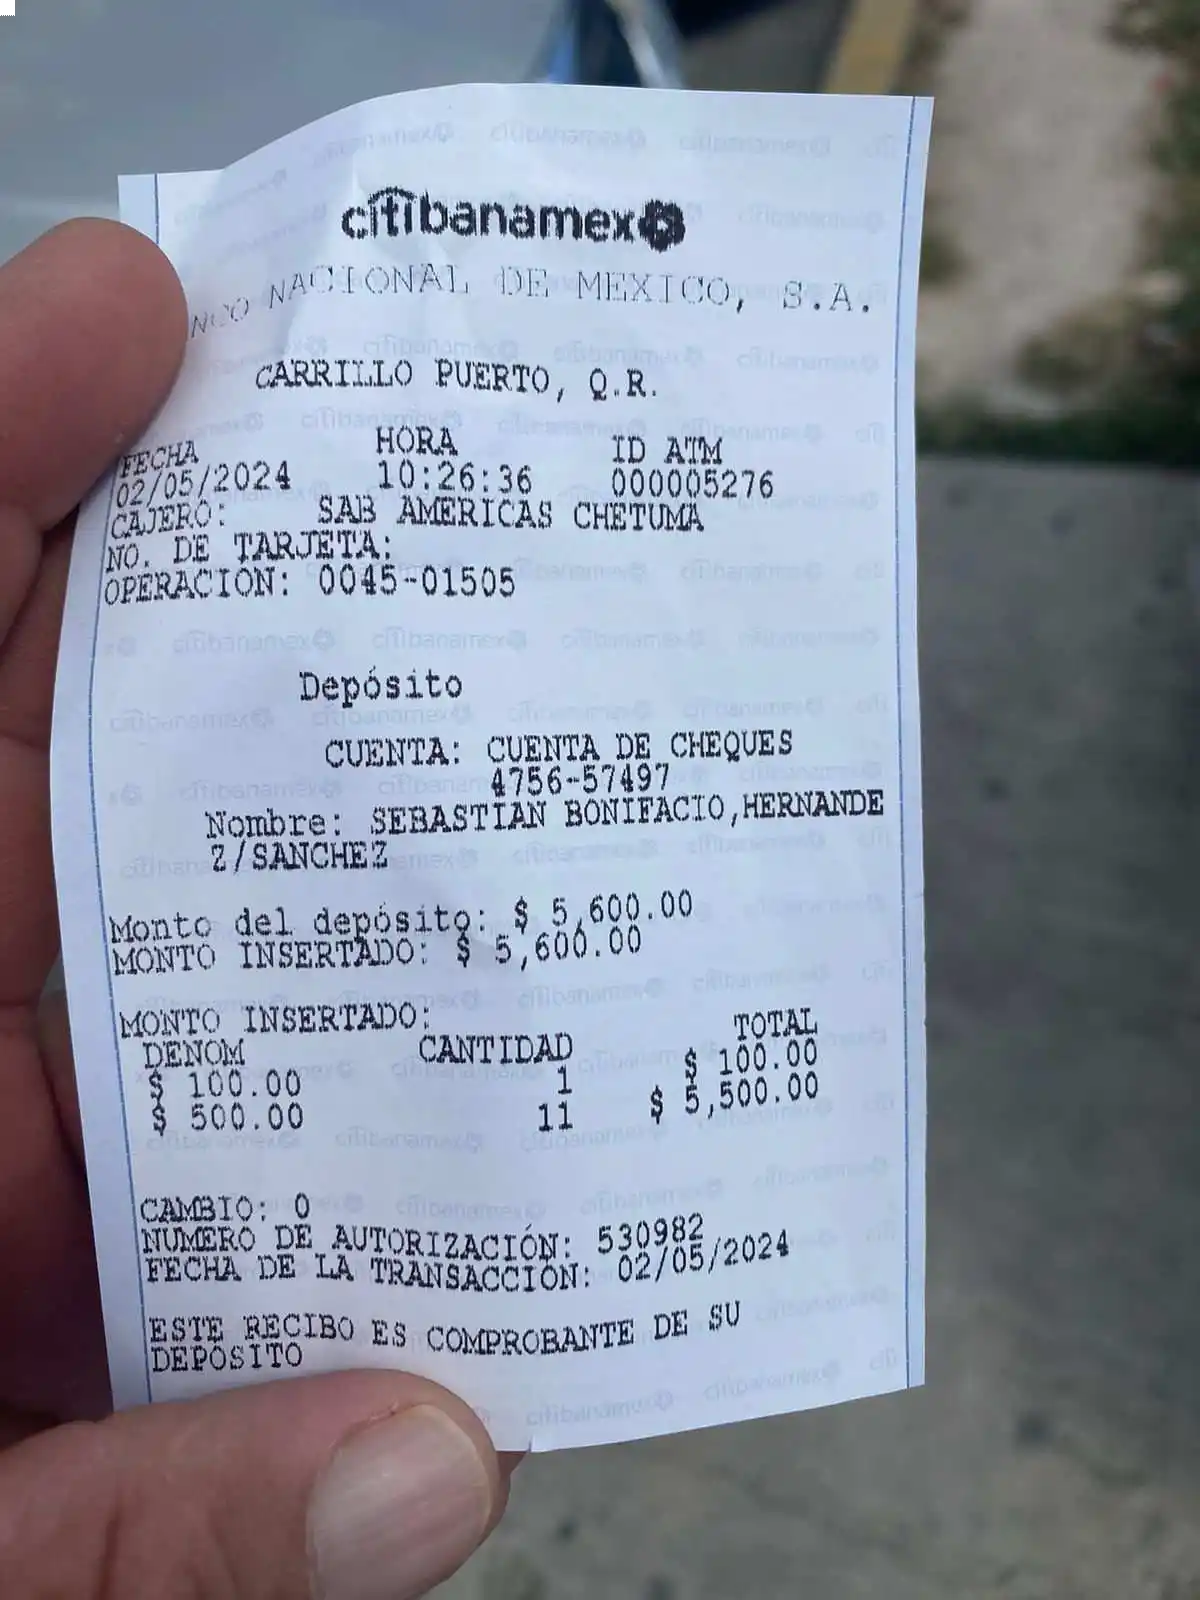 citibanamex
NCO NACIONAL DE MEXICO, S.A.
CARRILLO PUERTO, Q.R.
FECHA HORA ID ATM
02/05/2024 10:26:36 000005276
CAJERO: SAB AMERICAS CHETUMA
NO. DE TARJETA:
OPERACION: 0045-01505
Depósito
CUENTA: CUENTA DE CHEQUES
4756-57497
Nombre: SEBASTIAN BONIFACIO,HERNANDE
Z/SANCHEZ
Monto del depósito: $ 5,600.00
MONTO INSERTADO: $ 5,600.00
MONTO INSERTADO:
DENOM CANTIDAD TOTAL
$ 100.00 1 $ 100.00
$ 500.00 11 $ 5,500.00
CAMBIO: 0
NUMERO DE AUTORIZACIÓN: 530982
FECHA DE LA TRANSACCIÓN: 02/05/2024
ESTE RECIBO ES COMPROBANTE DE SU
DEPÓSITO